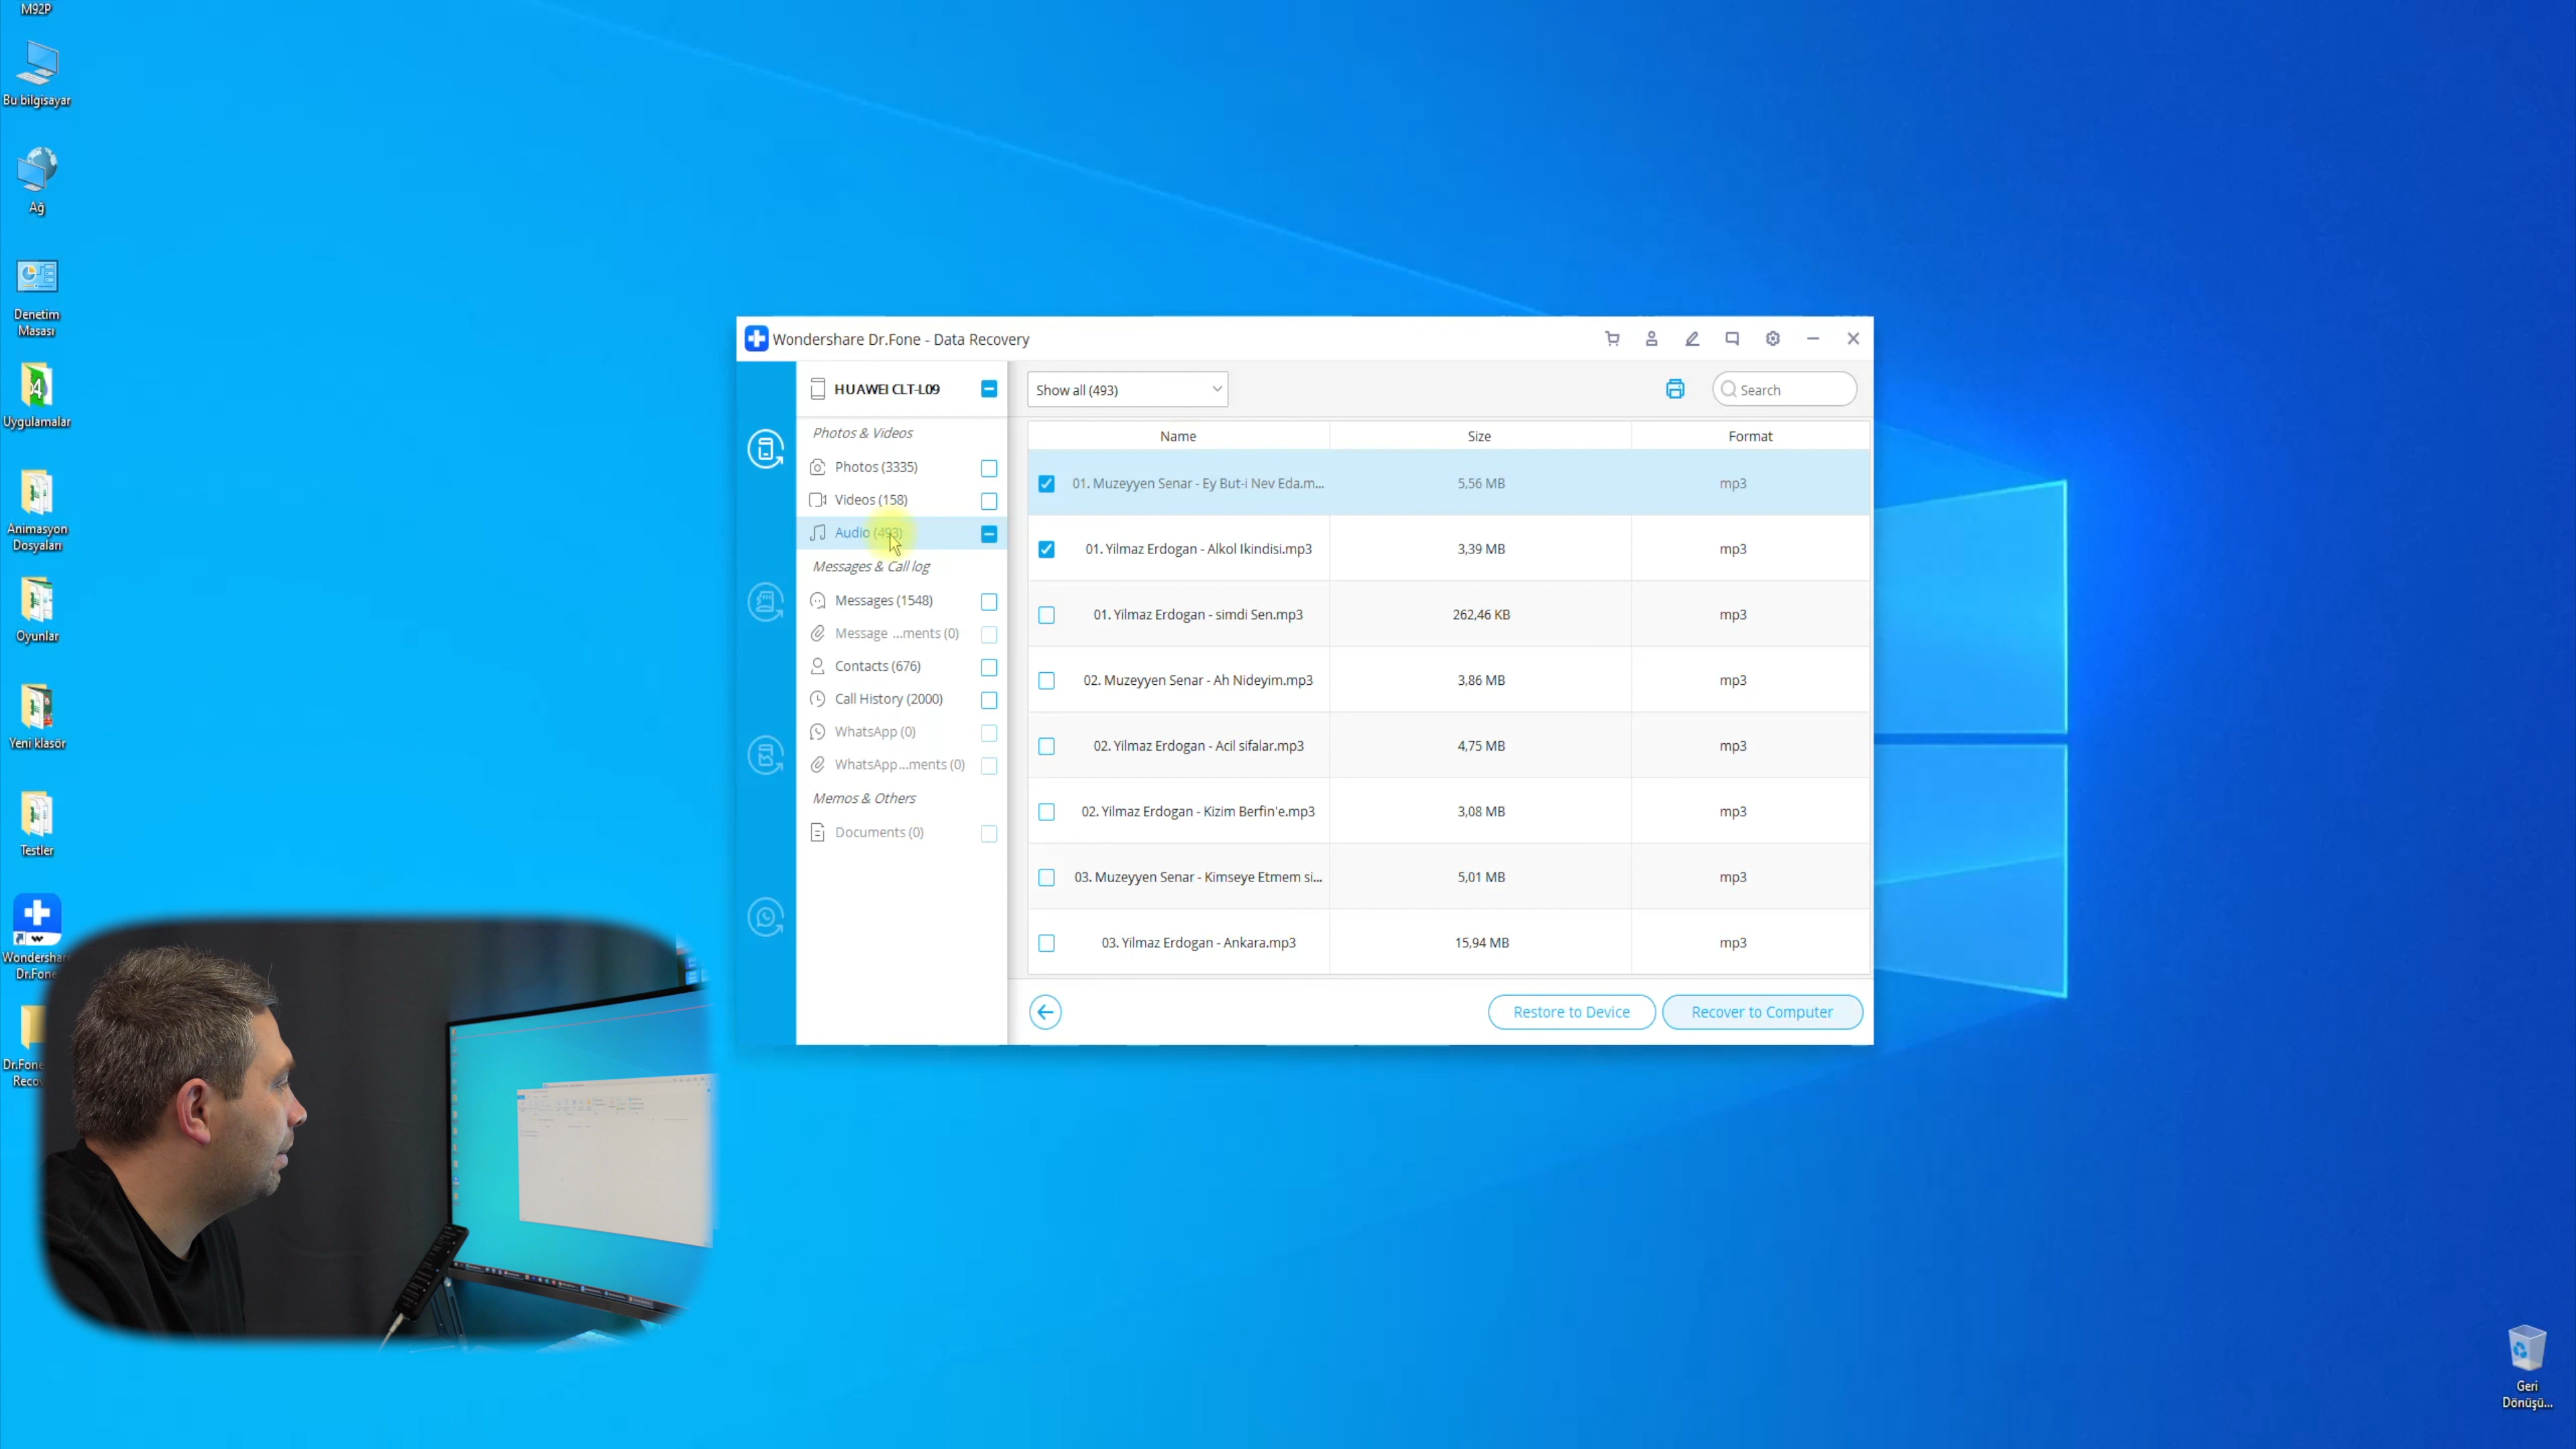 M92P
Bu bilgisayar
Ağ
Denetim
Masası
Uygulamalar
Animasyon
Dosyaları
Oyunlar
Yeni klasör
Testler
Dr.Fone
Wondershare Dr.Fone - Data Recovery
HUAWEI CLT-L09
Show all (493)
Search
Photos & Videos
Photos (3335)
Videos (158)
Audio (493)
Messages & Call log
Messages (1548)
Message ...ments (0)
Contacts (676)
Call History (2000)
WhatsApp (0)
WhatsApp...ments (0)
Memos & Others
Documents (0)
Name Size Format
01. Muzeyyen Senar - Ey But-i Nev Eda.m... 5,56 MB mp3
01. Yilmaz Erdogan - Alkol Ikindisi.mp3 3,39 MB mp3
01. Yilmaz Erdogan - simdi Sen.mp3 262,46 KB mp3
02. Muzeyyen Senar - Ah Nideyim.mp3 3,86 MB mp3
02. Yilmaz Erdogan - Acil sifalar.mp3 4,75 MB mp3
02. Yilmaz Erdogan - Kizim Berfin'e.mp3 3,08 MB mp3
03. Muzeyyen Senar - Kimseye Etmem si... 5,01 MB mp3
03. Yilmaz Erdogan - Ankara.mp3 15,94 MB mp3
Restore to Device Recover to Computer
Geri
Dönüşü...